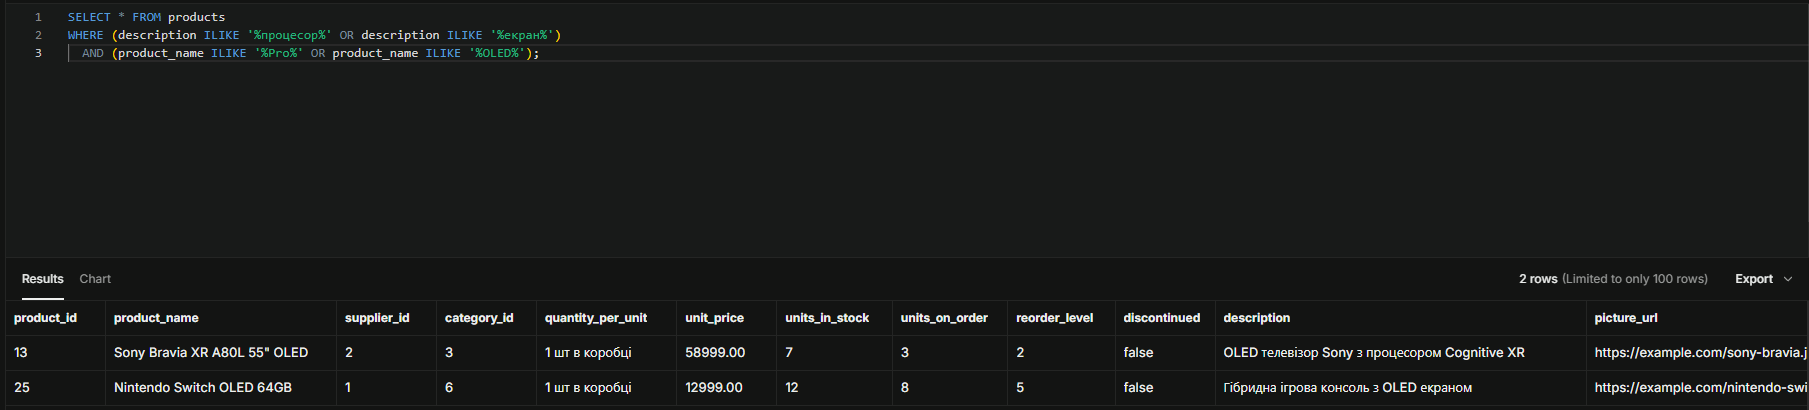 1 SELECT * FROM products
2 WHERE (description ILIKE '%процесор%' OR description ILIKE '%екран%')
3 AND (product_name ILIKE '%Pro%' OR product_name ILIKE '%OLED%');
Results Chart 2 rows (Limited to only 100 rows) Export
product_id product_name supplier_id category_id quantity_per_unit unit_price units_in_stock units_on_order reorder_level discontinued description picture_url
13 Sony Bravia XR A80L 55" OLED 2 3 1 шт в коробці 58999.00 7 3 2 false OLED телевізор Sony з процесором Cognitive XR https://example.com/sony-bravia.j
25 Nintendo Switch OLED 64GB 1 6 1 шт в коробці 12999.00 12 8 5 false Гібридна ігрова консоль з OLED екраном https://example.com/nintendo-swi